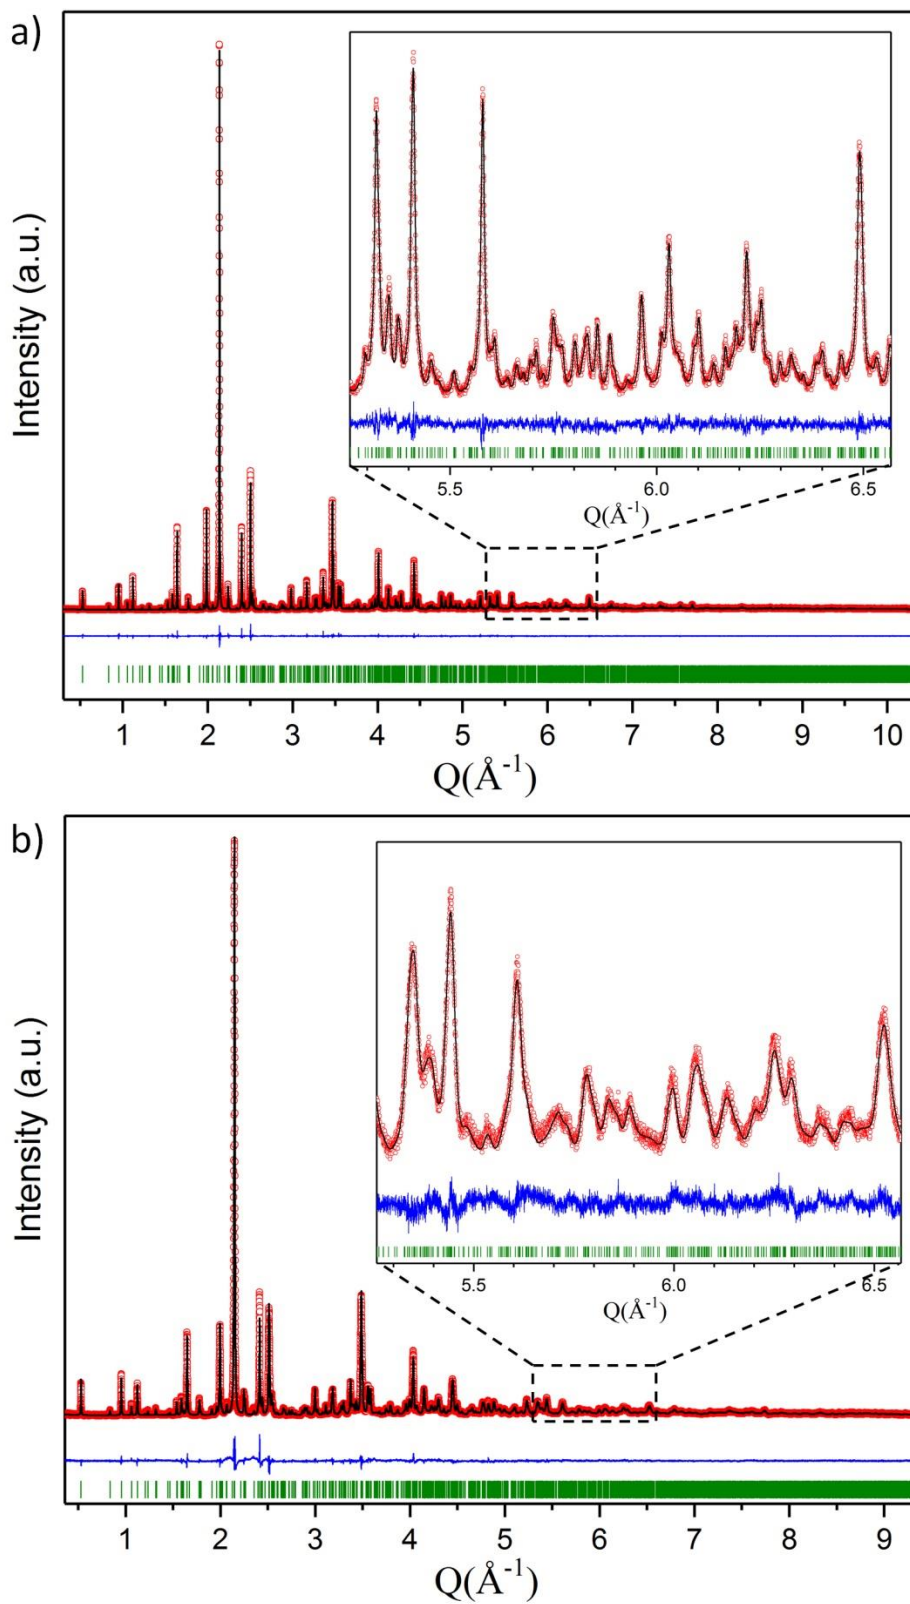 a)
Intensity (a.u.)
5.5 6.0 6.5
Q(Å-1)
1 2 3 4 5 6 7 8 9 10
Q(Å-1)
b)
Intensity (a.u.)
5.5 6.0 6.5
Q(Å-1)
1 2 3 4 5 6 7 8 9
Q(Å-1)